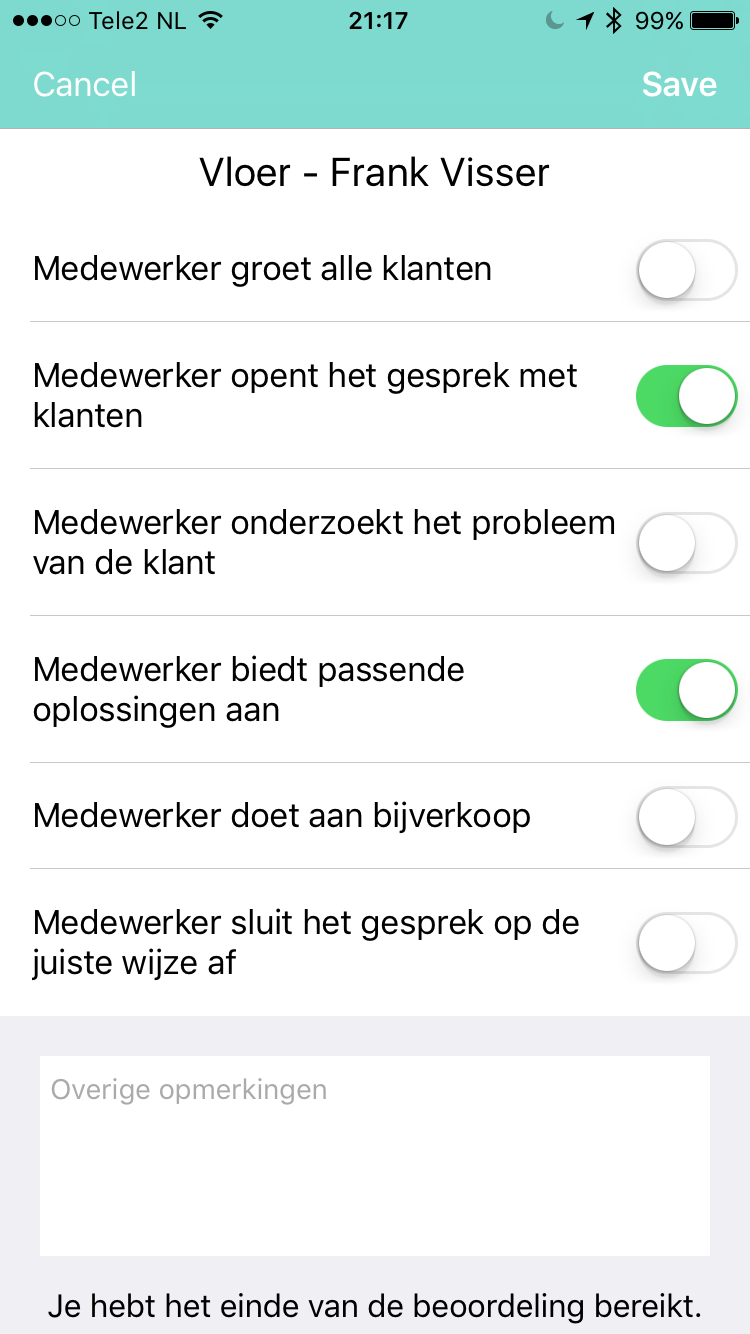 Tele2 NL 21:17 99%
Cancel Save
Vloer - Frank Visser
Medewerker groet alle klanten
Medewerker opent het gesprek met
klanten
Medewerker onderzoekt het probleem
van de klant
Medewerker biedt passende
oplossingen aan
Medewerker doet aan bijverkoop
Medewerker sluit het gesprek op de
juiste wijze af
Overige opmerkingen
Je hebt het einde van de beoordeling bereikt.